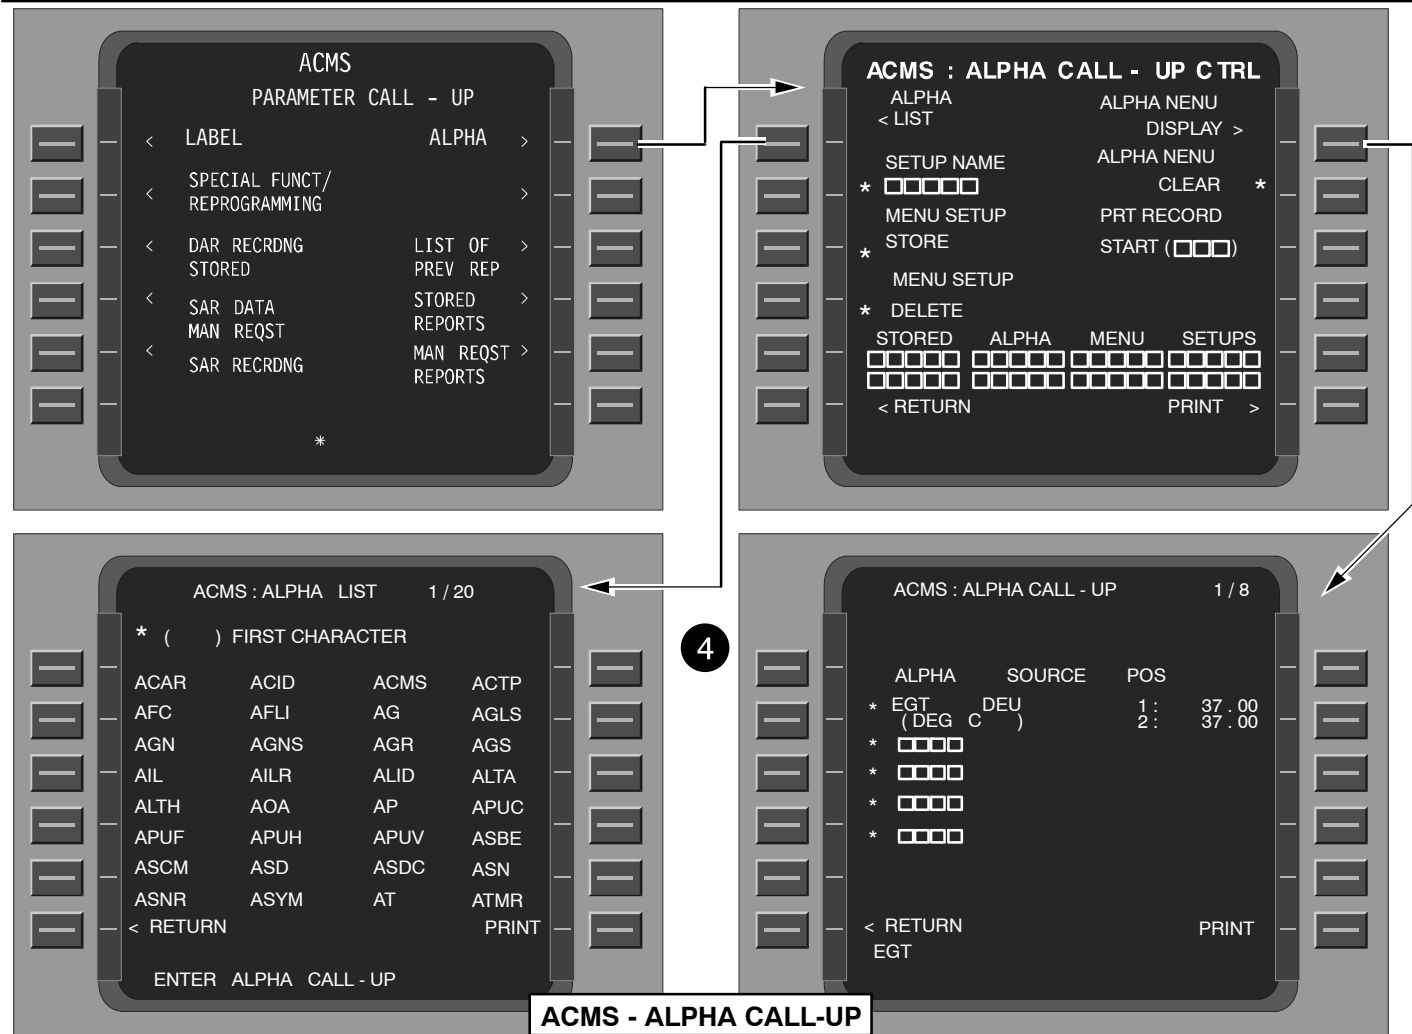 ACMS
PARAMETER CALL - UP
< LABEL ALPHA >
< SPECIAL FUNCT/ >
REPROGRAMMING
< DAR RECRDNG LIST OF >
STORED PREV REP
< SAR DATA STORED >
MAN REQST REPORTS
< SAR RECRDNG MAN REQST >
REPORTS
*
ACMS : ALPHA CALL - UP CTRL
ALPHA ALPHA NENU
< LIST DISPLAY >
SETUP NAME ALPHA NENU
* □□□□□ CLEAR *
MENU SETUP PRT RECORD
* STORE START (□□□)
MENU SETUP
* DELETE
STORED ALPHA MENU SETUPS
□□□□□ □□□□□ □□□□□ □□□□□
□□□□□ □□□□□ □□□□□ □□□□□
< RETURN PRINT >
ACMS : ALPHA LIST 1 / 20
* ( ) FIRST CHARACTER
ACAR ACID ACMS ACTP
AFC AFLI AG AGLS
AGN AGNS AGR AGS
AIL AILR ALID ALTA
ALTH AOA AP APUC
APUF APUH APUV ASBE
ASCM ASD ASDC ASN
ASNR ASYM AT ATMR
< RETURN PRINT
ENTER ALPHA CALL - UP
4
ACMS : ALPHA CALL - UP 1 / 8
ALPHA SOURCE POS
* EGT DEU 1 : 37 . 00
( DEG C ) 2 : 37 . 00
* □□□□
* □□□□
* □□□□
* □□□□
< RETURN PRINT
EGT
ACMS - ALPHA CALL-UP